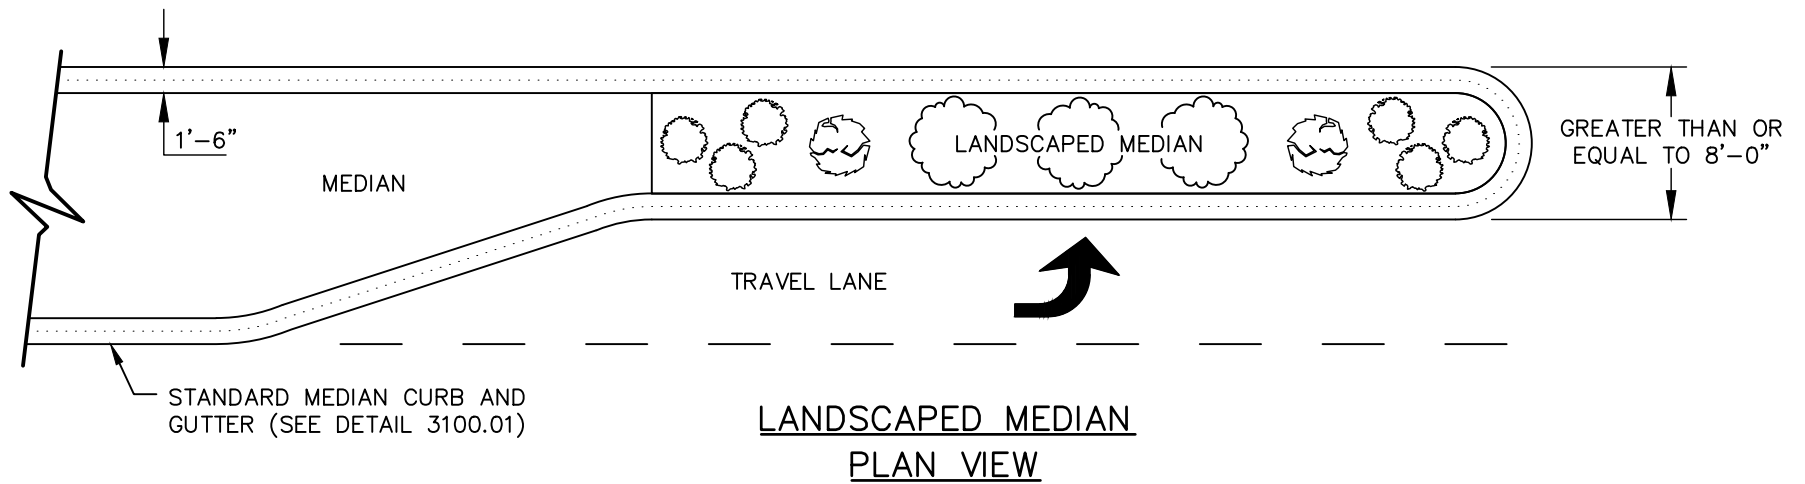 1'-6"
MEDIAN
LANDSCAPED MEDIAN
GREATER THAN OR
EQUAL TO 8'-0"
TRAVEL LANE
STANDARD MEDIAN CURB AND
GUTTER (SEE DETAIL 3100.01)
LANDSCAPED MEDIAN
PLAN VIEW